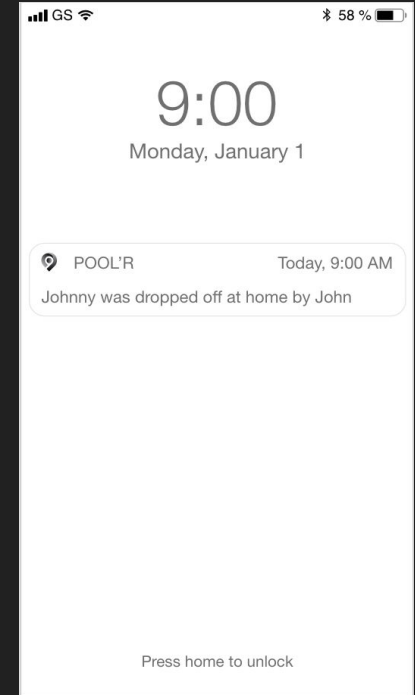 GS 58 %
9:00
Monday, January 1
POOL’R Today, 9:00 AM
Johnny was dropped off at home by John
Press home to unlock